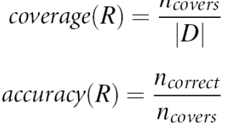 coverage(R) = n_covers / |D|
accuracy(R) = n_correct / n_covers